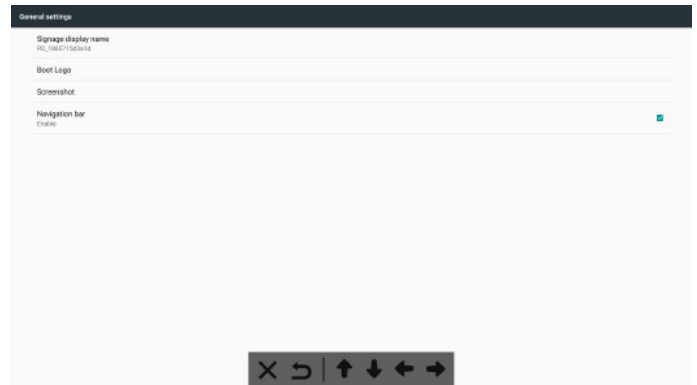 General settings
Signage display name
Boot Logo
Screenshot
Navigation bar
Enable